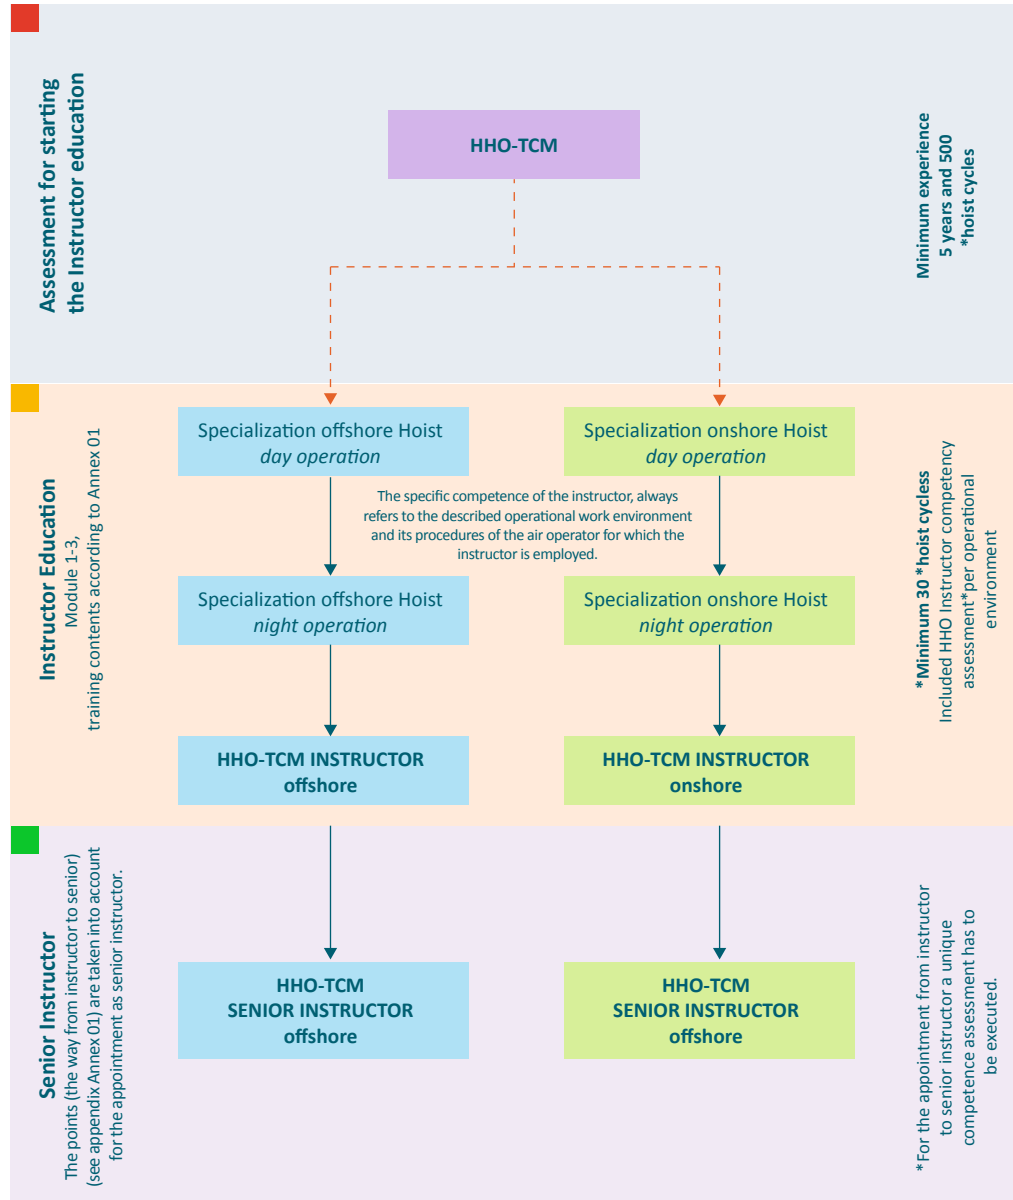 Assessment for starting
the Instructor education
HHO-TCM
Minimum experience
5 years and 500
*hoist cycles
Instructor Education
Module 1-3,
training contents according to Annex 01
Specialization offshore Hoist
day operation
Specialization onshore Hoist
day operation
The specific competence of the instructor, always
refers to the described operational work environment
and its procedures of the air operator for which the
instructor is employed.
Specialization offshore Hoist
night operation
Specialization onshore Hoist
night operation
HHO-TCM INSTRUCTOR
offshore
HHO-TCM INSTRUCTOR
onshore
*Minimum 30 *hoist cycless
Included HHO Instructor competency
assessment*per operational
environment
Senior Instructor
The points (the way from instructor to senior)
(see appendix Annex 01) are taken into account
for the appointment as senior instructor.
HHO-TCM
SENIOR INSTRUCTOR
offshore
HHO-TCM
SENIOR INSTRUCTOR
offshore
*For the appointment from instructor
to senior instructor a unique
competence assessment has to
be executed.